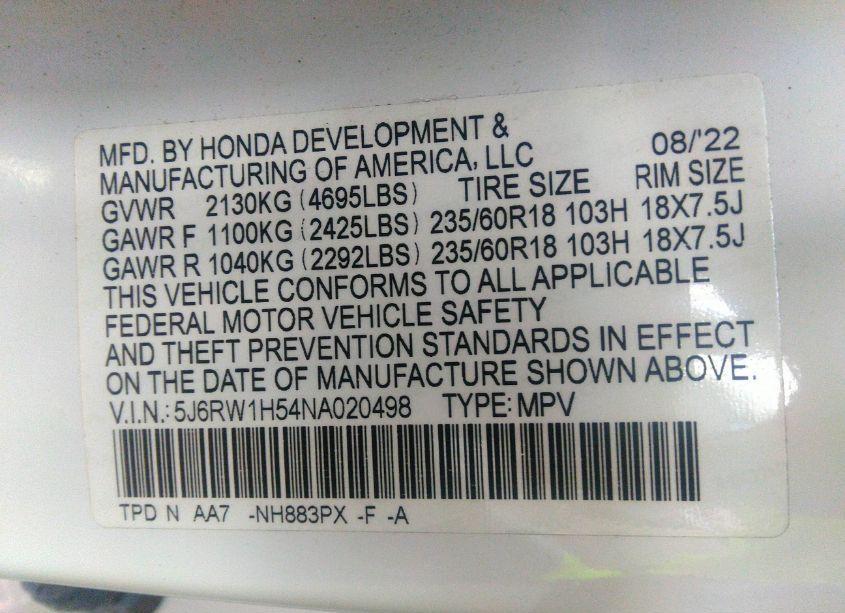 MFD. BY HONDA DEVELOPMENT & 08/'22
MANUFACTURING OF AMERICA, LLC
GVWR 2130KG (4695LBS) TIRE SIZE RIM SIZE
GAWR F 1100KG (2425LBS) 235/60R18 103H 18X7.5J
GAWR R 1040KG (2292LBS) 235/60R18 103H 18X7.5J
THIS VEHICLE CONFORMS TO ALL APPLICABLE
FEDERAL MOTOR VEHICLE SAFETY
AND THEFT PREVENTION STANDARDS IN EFFECT
ON THE DATE OF MANUFACTURE SHOWN ABOVE.
V.I.N.: 5J6RW1H54NA020498 TYPE: MPV
TPD N AA7 -NH883PX -F -A